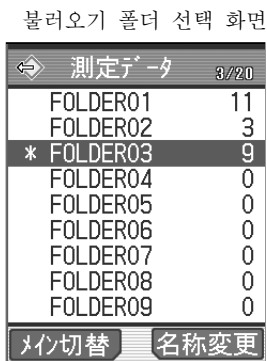 불러오기 폴더 선택 화면
測定ﾃﾞｰﾀ 3/20
FOLDER01 11
FOLDER02 3
* FOLDER03 9
FOLDER04 0
FOLDER05 0
FOLDER06 0
FOLDER07 0
FOLDER08 0
FOLDER09 0
ﾒｲﾝ切替 名称変更